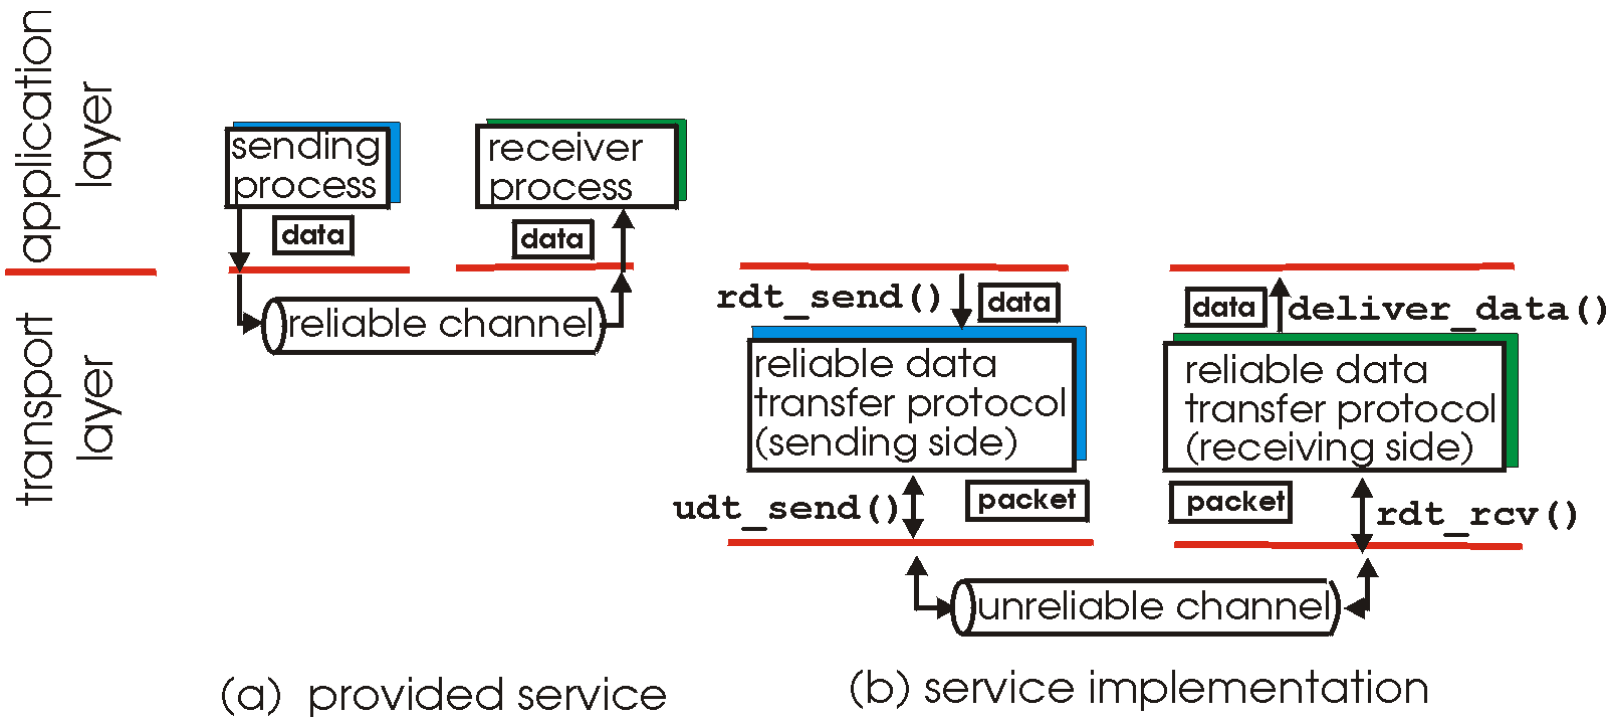 application
layer
transport
layer
sending
process
receiver
process
data
data
reliable channel
(a) provided service
rdt_send()
data
data
deliver_data()
reliable data
transfer protocol
(sending side)
reliable data
transfer protocol
(receiving side)
udt_send()
packet
packet
rdt_rcv()
unreliable channel
(b) service implementation